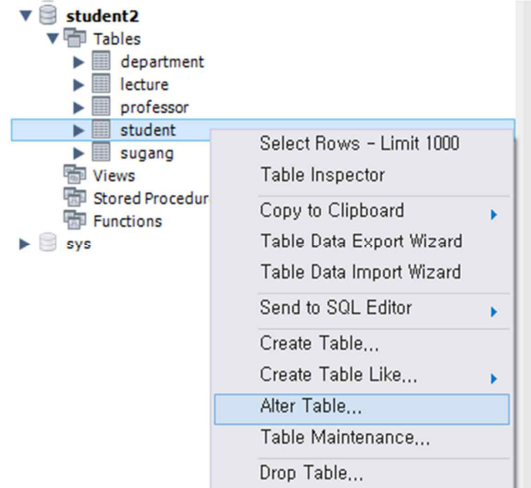 student2
Tables
department
lecture
professor
student
sugang
Views
Stored Procedur
Functions
sys
Select Rows - Limit 1000
Table Inspector
Copy to Clipboard
Table Data Export Wizard
Table Data Import Wizard
Send to SQL Editor
Create Table...
Create Table Like...
Alter Table...
Table Maintenance...
Drop Table...